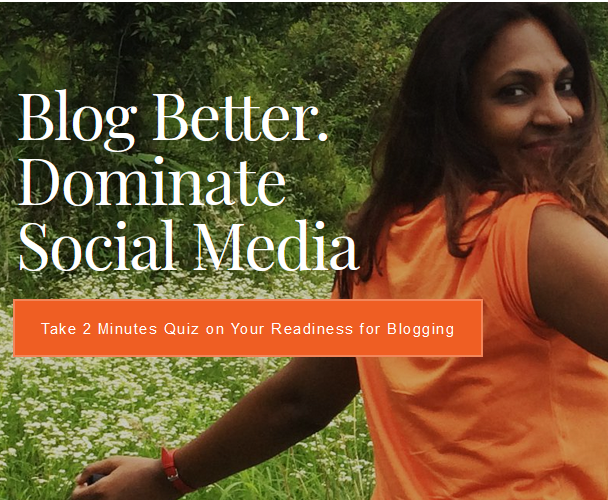 Blog Better.
Dominate
Social Media
Take 2 Minutes Quiz on Your Readiness for Blogging